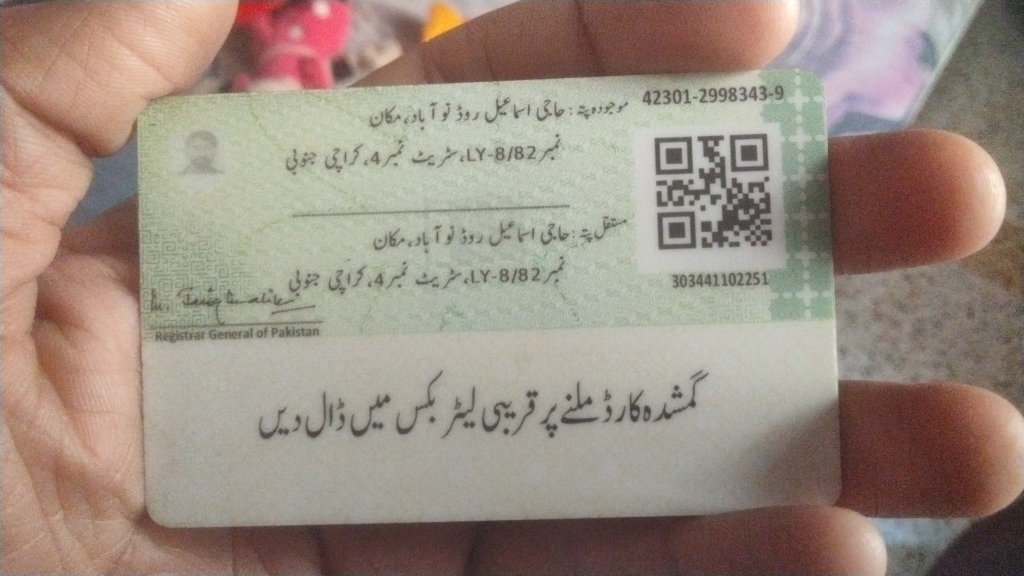 42301-2998343-9
موجودہ پتہ: حاجی اسماعیل روڈ نو آباد، مکان
نمبر LY-8/82، سٹریٹ نمبر 4، کراچی جنوبی
مستقل پتہ: حاجی اسماعیل روڈ نو آباد، مکان
نمبر LY-8/82، سٹریٹ نمبر 4، کراچی جنوبی
303441102251
Registrar General of Pakistan
گمشدہ کارڈ ملنے پر قریبی لیٹر بکس میں ڈال دیں